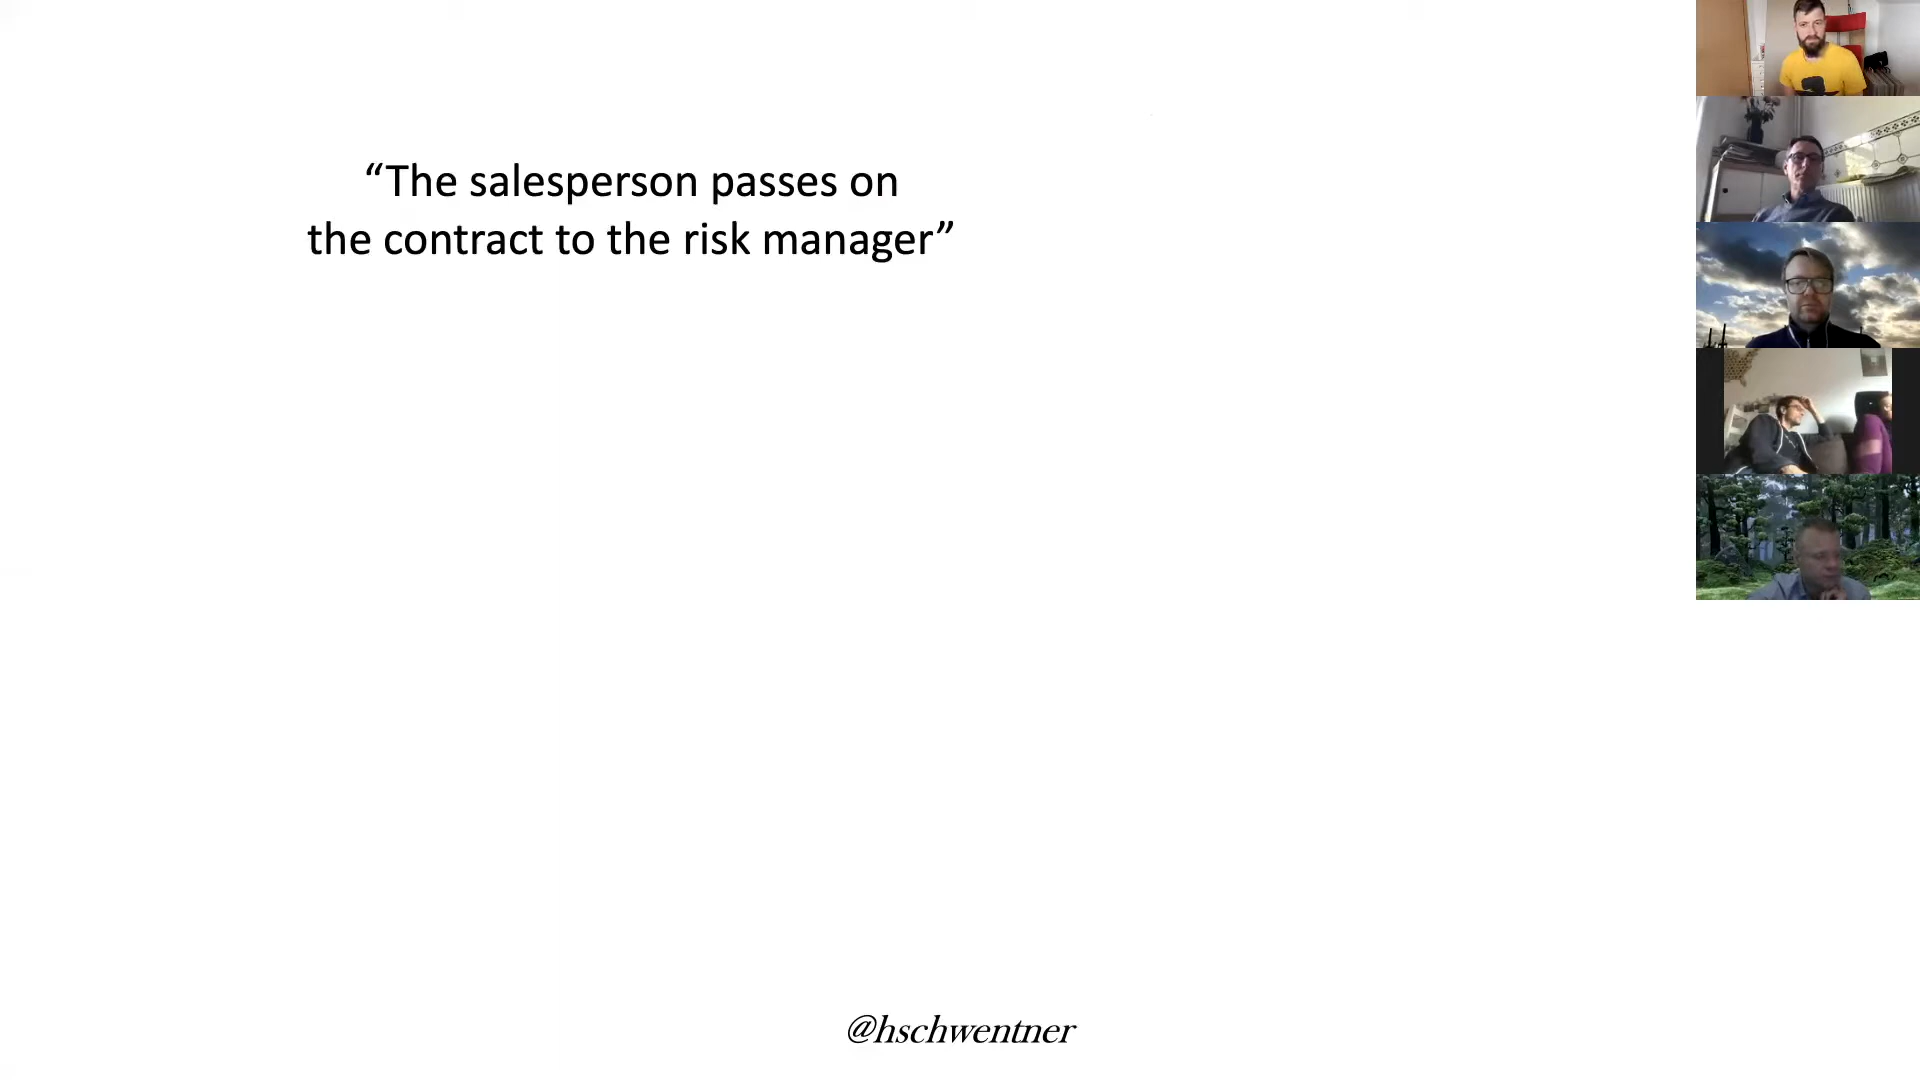 “The salesperson passes on
the contract to the risk manager”
@hschwentner